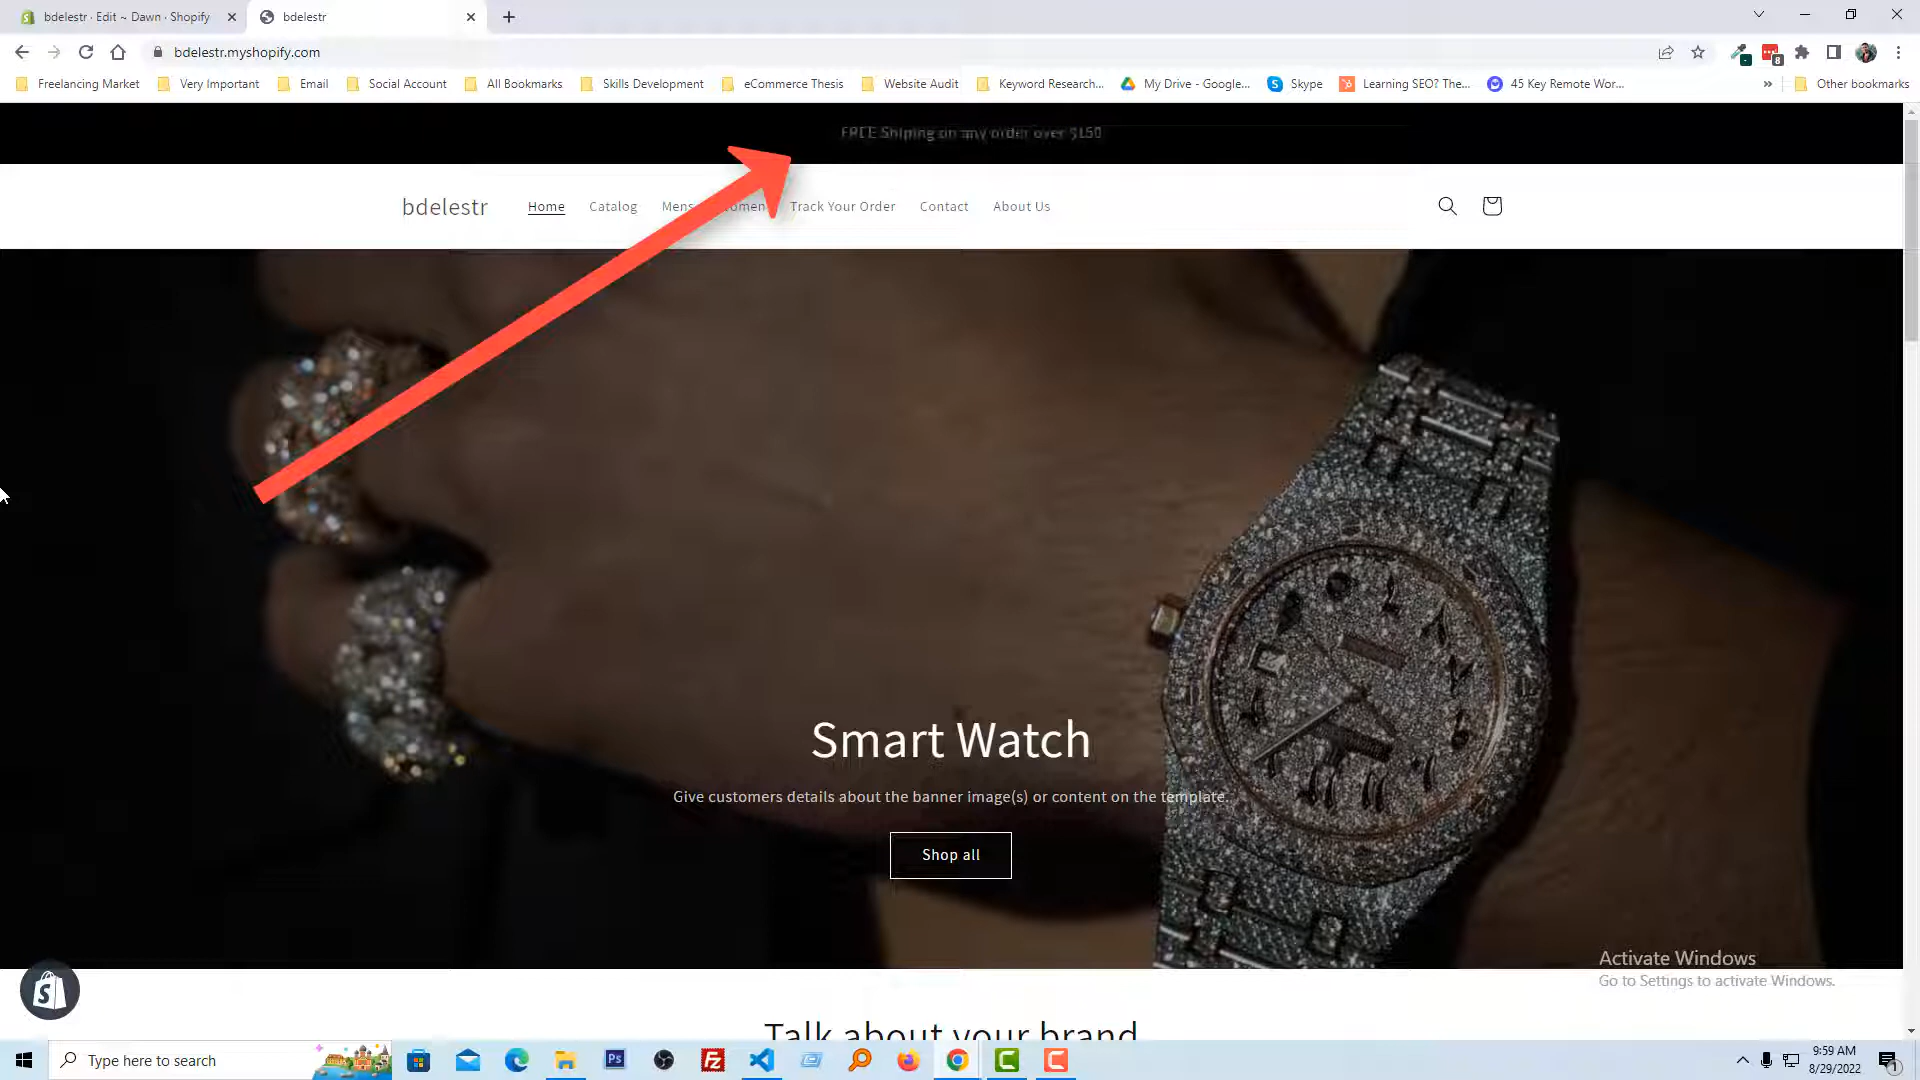 bdelestr · Edit ~ Dawn · Shopify
bdelestr
bdelestr.myshopify.com
8
Freelancing Market
Very Important
Email
Social Account
All Bookmarks
Skills Development
eCommerce Thesis
Website Audit
Keyword Research...
My Drive - Google...
Skype
Learning SEO? The...
45 Key Remote Wor...
»
Other bookmarks
FREE Shiping on any order over $150
bdelestr
Home
Catalog
Mens
Track Your Order
Contact
About Us
Smart Watch
Give customers details about the banner image(s) or content on the template.
Shop all
Activate Windows
Go to Settings to activate Windows.
Talk about your brand
Type here to search
Ps
Fz
9:59 AM
8/29/2022
1